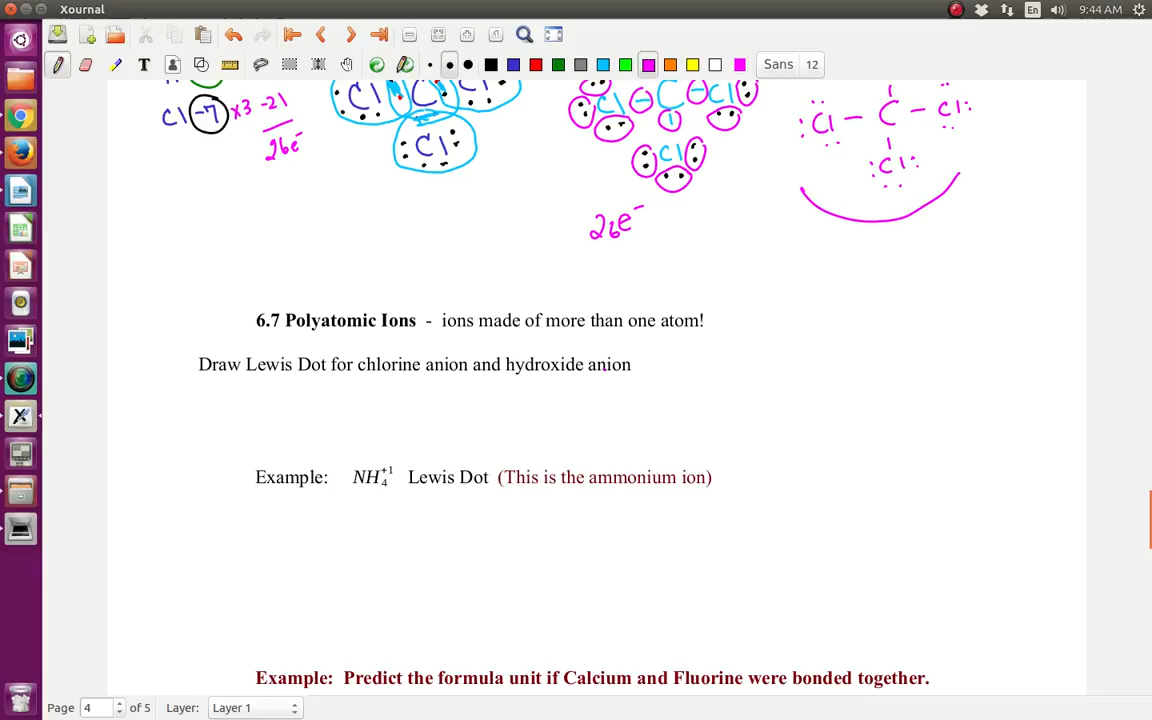 Xournal
En
9:44 AM
T
Sans 12
Cl C Cl
Cl -7 x3 -21
26e⁻
Cl
Cl – C – Cl
Cl
26e⁻
Cl – C – Cl
Cl
6.7 Polyatomic Ions - ions made of more than one atom!
Draw Lewis Dot for chlorine anion and hydroxide anion
Example: NH₄⁺¹ Lewis Dot (This is the ammonium ion)
Example: Predict the formula unit if Calcium and Fluorine were bonded together.
Page 4 of 5 Layer: Layer 1